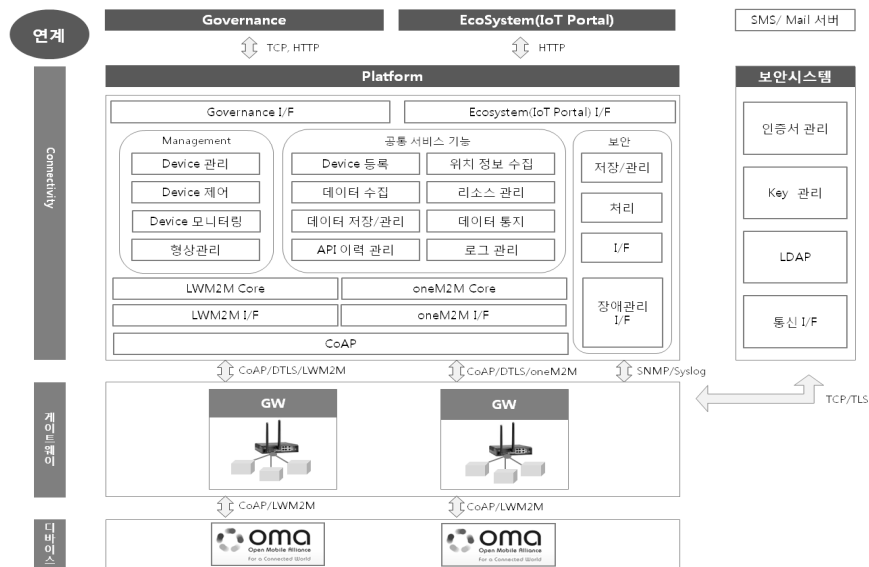 연계
Governance
EcoSystem(IoT Portal)
SMS/ Mail 서버
TCP, HTTP
HTTP
Connectivity
Platform
Governance I/F
Ecosystem(IoT Portal) I/F
Management
Device 관리
Device 제어
Device 모니터링
형상관리
공통 서비스 기능
Device 등록
위치 정보 수집
데이터 수집
리소스 관리
데이터 저장/관리
데이터 통지
API 이력 관리
로그 관리
보안
저장/관리
처리
I/F
장애관리
I/F
LWM2M Core
oneM2M Core
LWM2M I/F
oneM2M I/F
CoAP
보안시스템
인증서 관리
Key 관리
LDAP
통신 I/F
CoAP/DTLS/LWM2M
CoAP/DTLS/oneM2M
SNMP/Syslog
TCP/TLS
게이트웨이
GW
GW
CoAP/LWM2M
CoAP/LWM2M
디바이스
oma
Open Mobile Alliance
For a Connected World
oma
Open Mobile Alliance
For a Connected World